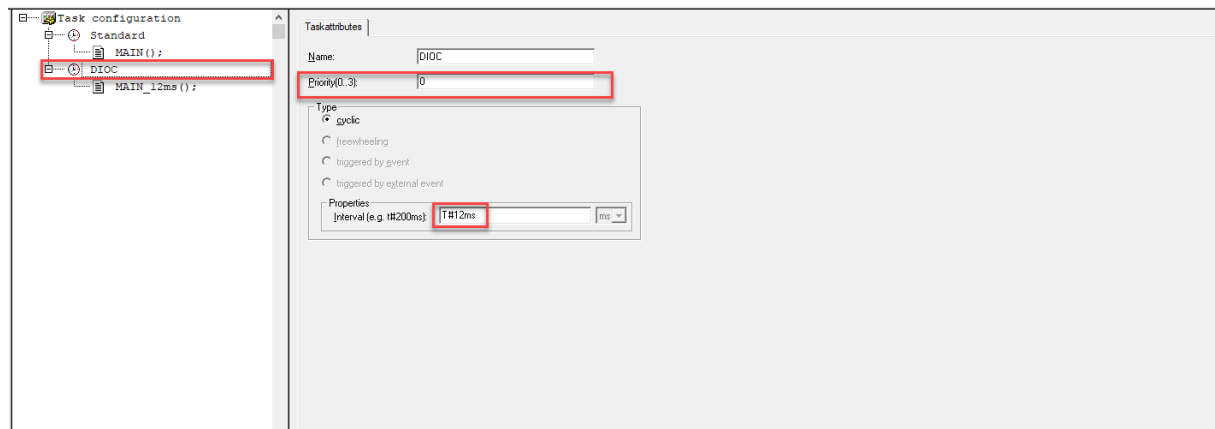 Task configuration
Standard
MAIN();
DIOC
MAIN_12ms();
Taskattributes
Name: DIOC
Priority(0..3): 0
Type
cyclic
freewheeling
triggered by event
triggered by external event
Properties
Interval (e.g. t#200ms): T#12ms ms